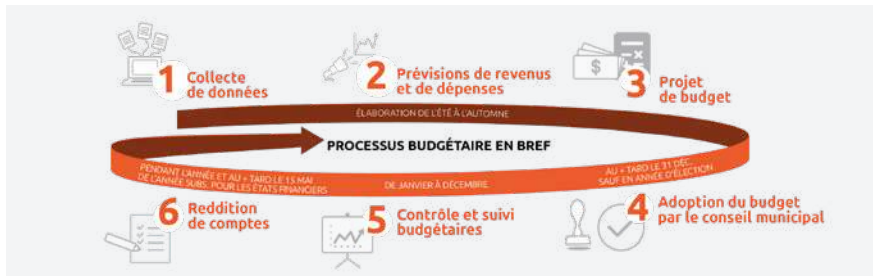 1 Collecte
de données
2 Prévisions de revenus
et de dépenses
$
3 Projet
de budget
ÉLABORATION DE L'ÉTÉ À L'AUTOMNE
PROCESSUS BUDGÉTAIRE EN BREF
PENDANT L'ANNÉE ET AU + TARD LE 15 MAI
DE L'ANNÉE SUBS. POUR LES ÉTATS FINANCIERS
DE JANVIER À DÉCEMBRE
AU + TARD LE 31 DÉC.
SAUF EN ANNÉE D'ÉLECTION
6 Reddition
de comptes
5 Contrôle et suivi
budgétaires
4 Adoption du budget
par le conseil municipal